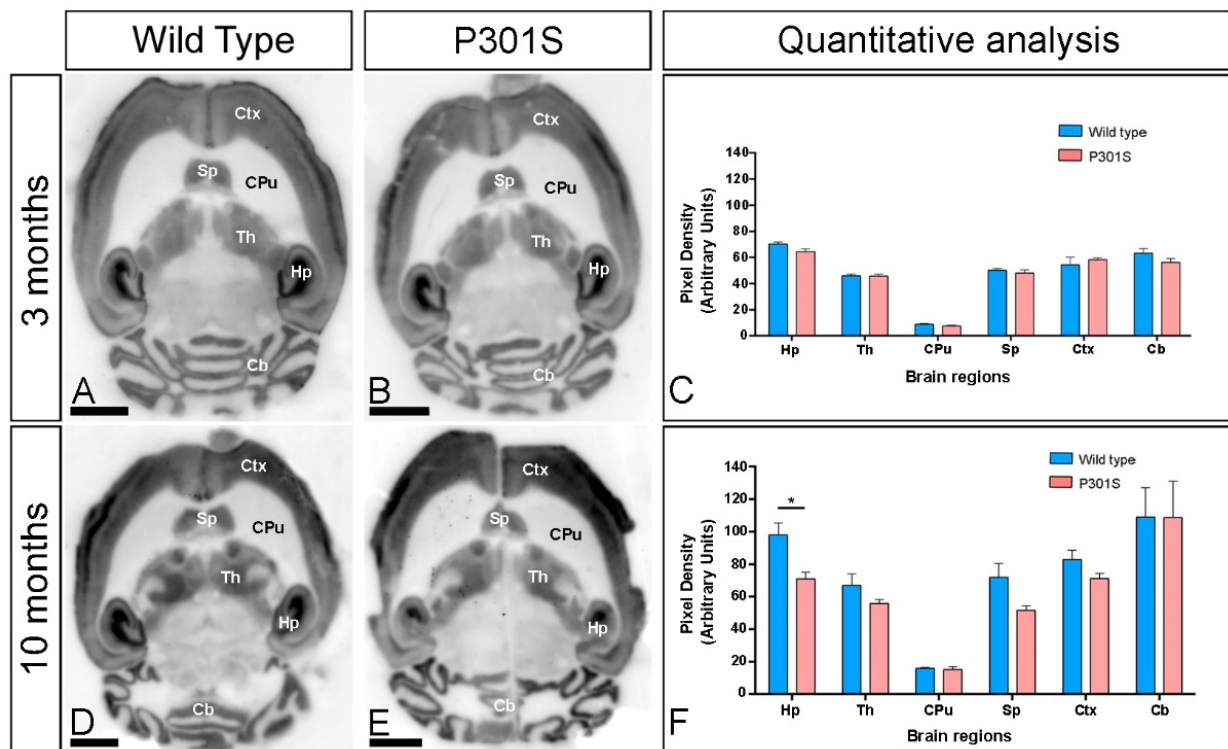 Wild Type
P301S
Quantitative analysis
3 months
Ctx
Sp
CPu
Th
Hp
Cb
A
Ctx
Sp
CPu
Th
Hp
Cb
B
Wild type
P301S
Pixel Density
(Arbitrary Units)
140
120
100
80
60
40
20
0
Hp Th CPu Sp Ctx Cb
Brain regions
C
10 months
Ctx
Sp
CPu
Th
Hp
Cb
D
Ctx
Sp
CPu
Th
Hp
Cb
E
Wild type
P301S
Pixel Density
(Arbitrary Units)
140
120
100
80
60
40
20
0
*
Hp Th CPu Sp Ctx Cb
Brain regions
F